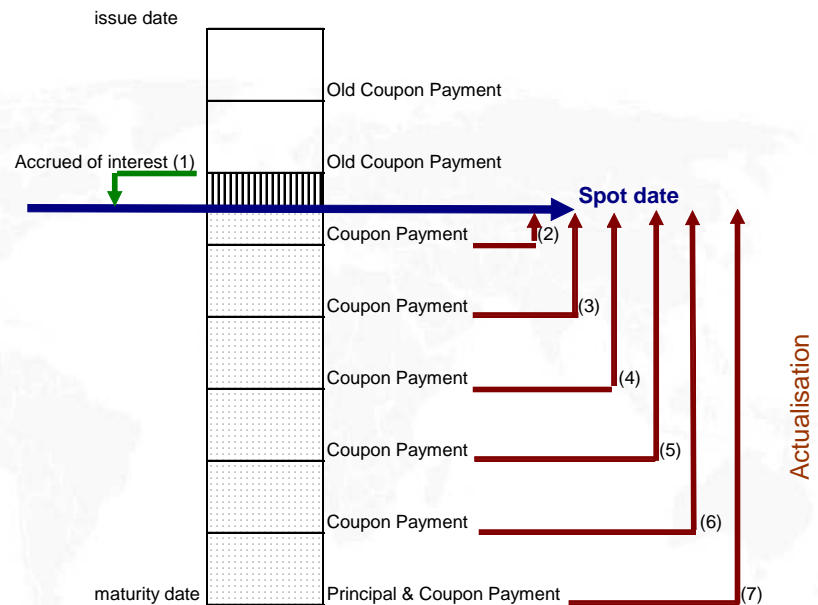 issue date
Old Coupon Payment
Accrued of interest (1)
Old Coupon Payment
Spot date
Coupon Payment
(2)
Coupon Payment
(3)
Coupon Payment
(4)
Coupon Payment
(5)
Coupon Payment
(6)
maturity date
Principal & Coupon Payment
(7)
Actualisation